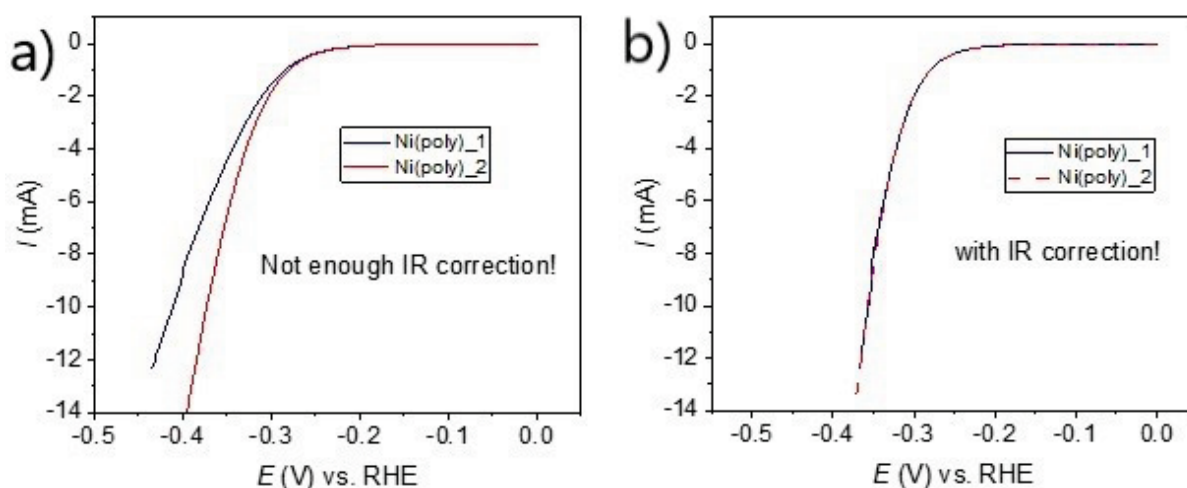 a)
0
-2
-4
-6
-8
-10
-12
-14
I (mA)
Ni(poly)_1
Ni(poly)_2
Not enough IR correction!
-0.5 -0.4 -0.3 -0.2 -0.1 0.0
E (V) vs. RHE
b)
0
-2
-4
-6
-8
-10
-12
-14
I (mA)
Ni(poly)_1
Ni(poly)_2
with IR correction!
-0.5 -0.4 -0.3 -0.2 -0.1 0.0
E (V) vs. RHE